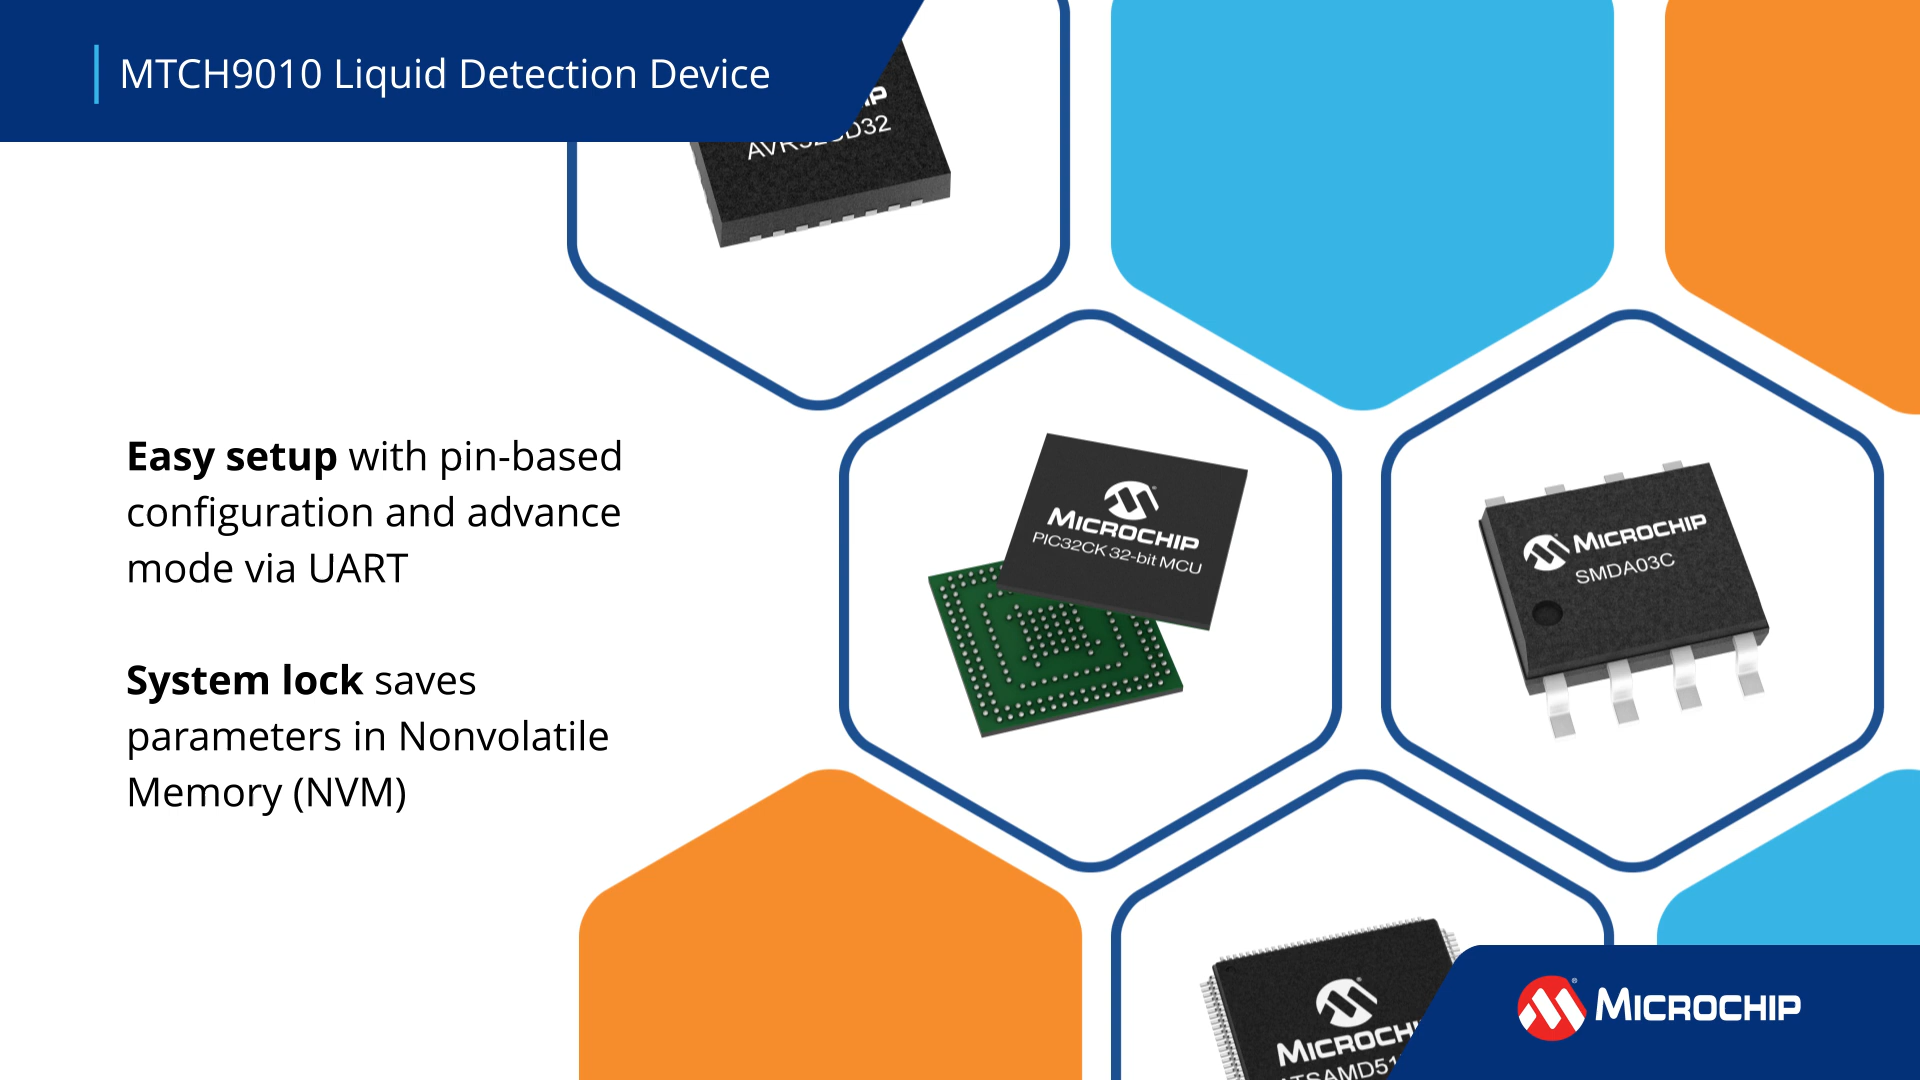 MTCH9010 Liquid Detection Device
Easy setup with pin-based
configuration and advance
mode via UART
System lock saves
parameters in Nonvolatile
Memory (NVM)
MICROCHIP
PIC32CK 32-bit MCU
MICROCHIP
SMDA03C
MICROCHIP